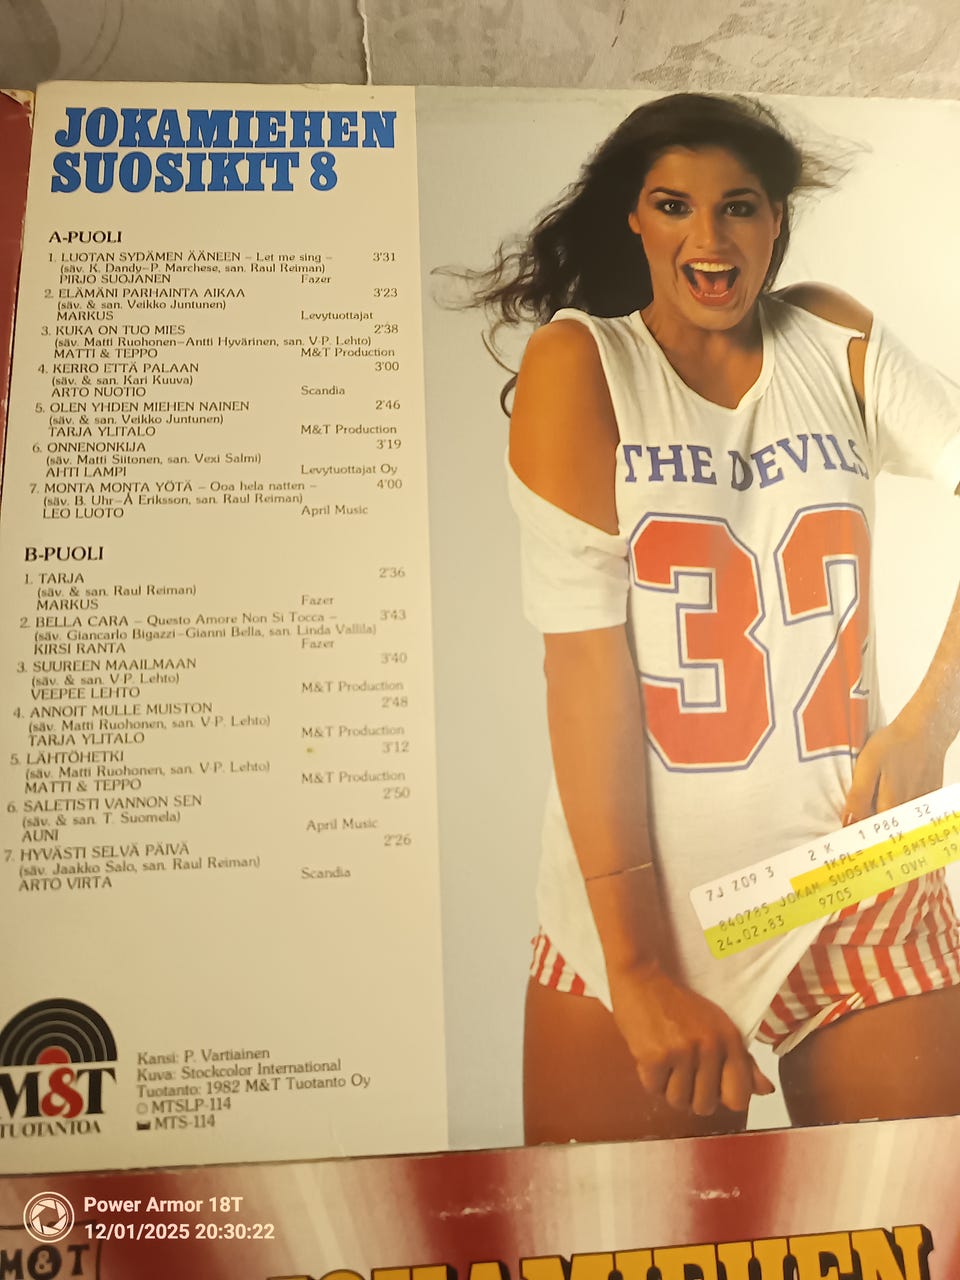 JOKAMIEHEN
SUOSIKIT 8
A-PUOLI
1. LUOTAN SYDÄMEN ÄÄNEEN – Let me sing – 3'31
(säv. K. Dandy–P. Marchese, san. Raul Reiman)
PIRJO SUOJANEN Fazer
2. ELÄMÄNI PARHAINTA AIKAA 3'23
(säv. & san. Veikko Juntunen)
MARKUS Levytuottajat
3. KUKA ON TUO MIES 2'38
(säv. Matti Ruohonen–Antti Hyvärinen, san. V-P. Lehto)
MATTI & TEPPO M&T Production
4. KERRO ETTÄ PALAAN 3'00
(säv. & san. Kari Kuuva)
ARTO NUOTIO Scandia
5. OLEN YHDEN MIEHEN NAINEN 2'46
(säv. & san. Veikko Juntunen)
TARJA YLITALO M&T Production
6. ONNENONKIJA 3'19
(säv. Matti Siitonen, san. Vexi Salmi)
AHTI LAMPI Levytuottajat Oy
7. MONTA MONTA YÖTÄ – Ooa hela natten – 4'00
(säv. B. Uhr–Å Eriksson, san. Raul Reiman)
LEO LUOTO April Music
B-PUOLI
1. TARJA 2'36
(säv. & san. Raul Reiman)
MARKUS Fazer
2. BELLA CARA – Questo Amore Non Si Tocca – 3'43
(säv. Giancarlo Bigazzi–Gianni Bella, san. Linda Vallila)
KIRSI RANTA Fazer
3. SUUREEN MAAILMAAN 3'40
(säv. & san. V-P. Lehto)
VEEPEE LEHTO M&T Production
4. ANNOIT MULLE MUISTON 2'48
(säv. Matti Ruohonen, san. V-P. Lehto)
TARJA YLITALO M&T Production
5. LÄHTÖHETKI 3'12
(säv. Matti Ruohonen, san. V-P. Lehto)
MATTI & TEPPO M&T Production
6. SALETISTI VANNON SEN 2'50
(säv. & san. T. Suomela)
AUNI April Music
7. HYVÄSTI SELVÄ PÄIVÄ 2'26
(säv. Jaakko Salo, san. Raul Reiman)
ARTO VIRTA Scandia
M&T
TUOTANTOA
Kansi: P. Vartiainen
Kuva: Stockcolor International
Tuotanto: 1982 M&T Tuotanto Oy
MTSLP-114
MTS-114
THE DEVILS
32
7J 209 3 2 K 1 P86 32
1KPL= 1X 1KPL
840785 JOKAM SUOSIKIT 8MTSLP1
24.02.83 9705 1 OVH 19
M&T
JOKAMIEHEN
Power Armor 18T
12/01/2025 20:30:22